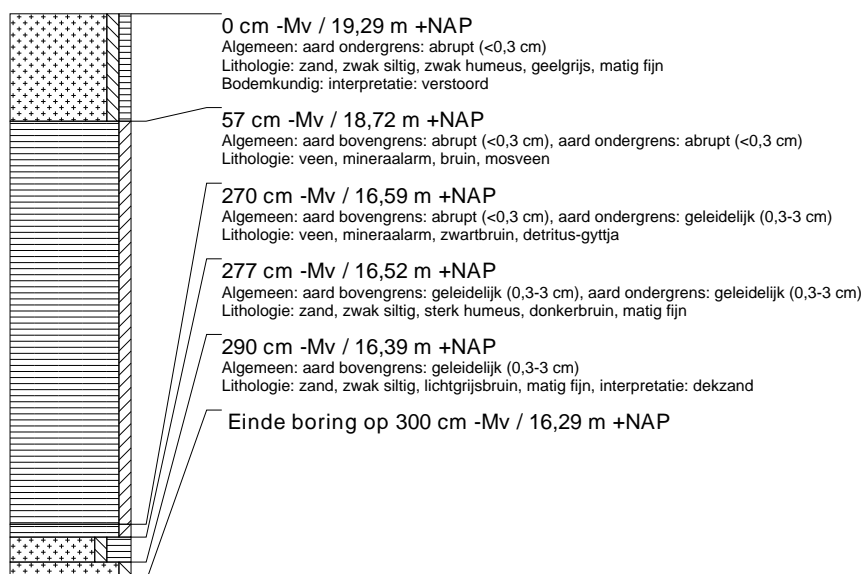 0 cm -Mv / 19,29 m +NAP
Algemeen: aard ondergrens: abrupt (<0,3 cm)
Lithologie: zand, zwak siltig, zwak humeus, geelgrijs, matig fijn
Bodemkundig: interpretatie: verstoord
57 cm -Mv / 18,72 m +NAP
Algemeen: aard bovengrens: abrupt (<0,3 cm), aard ondergrens: abrupt (<0,3 cm)
Lithologie: veen, mineraalarm, bruin, mosveen
270 cm -Mv / 16,59 m +NAP
Algemeen: aard bovengrens: abrupt (<0,3 cm), aard ondergrens: geleidelijk (0,3-3 cm)
Lithologie: veen, mineraalarm, zwartbruin, detritus-gyttja
277 cm -Mv / 16,52 m +NAP
Algemeen: aard bovengrens: geleidelijk (0,3-3 cm), aard ondergrens: geleidelijk (0,3-3 cm)
Lithologie: zand, zwak siltig, sterk humeus, donkerbruin, matig fijn
290 cm -Mv / 16,39 m +NAP
Algemeen: aard bovengrens: geleidelijk (0,3-3 cm)
Lithologie: zand, zwak siltig, lichtgrijsbruin, matig fijn, interpretatie: dekzand
Einde boring op 300 cm -Mv / 16,29 m +NAP